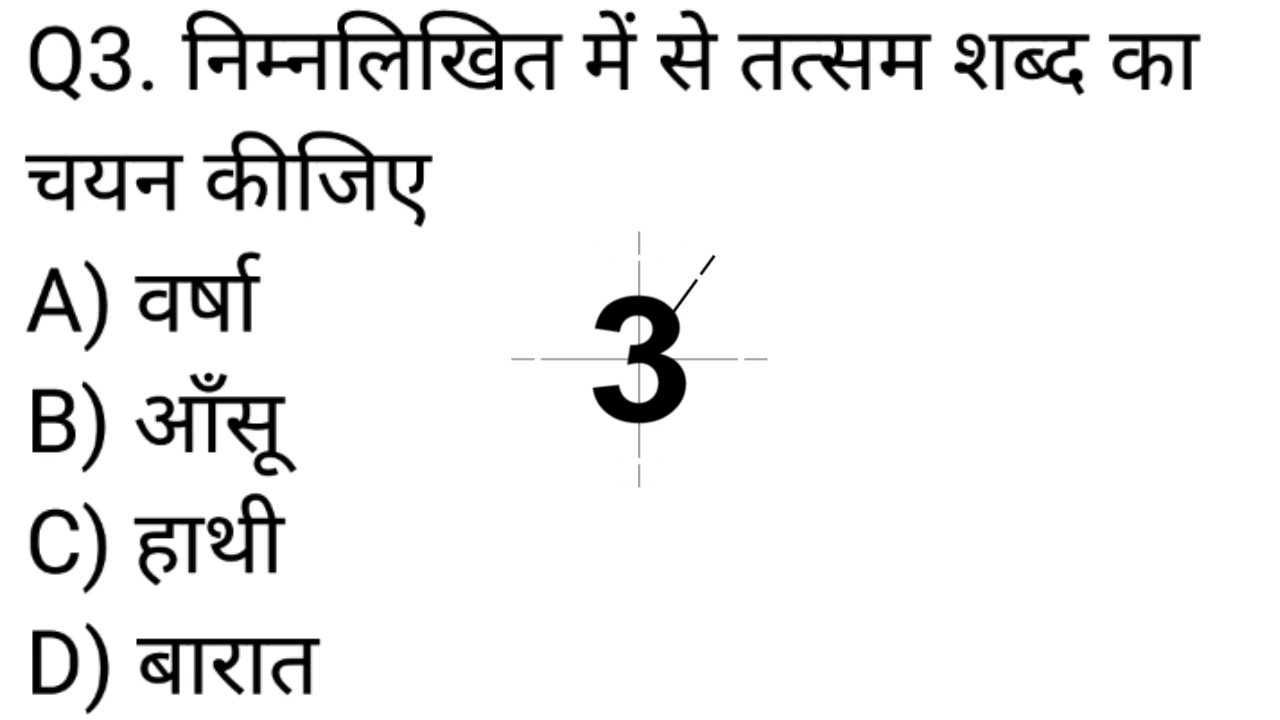 Q3. निम्नलिखित में से तत्सम शब्द का
चयन कीजिए
A) वर्षा
B) आँसू
C) हाथी
D) बारात
3